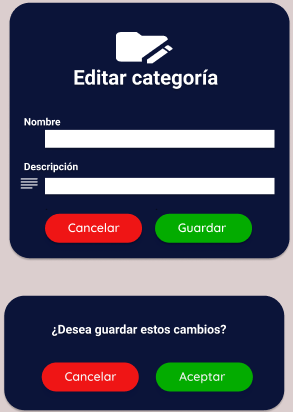 Editar categoría
Nombre
Descripción
Cancelar Guardar
¿Desea guardar estos cambios?
Cancelar Aceptar